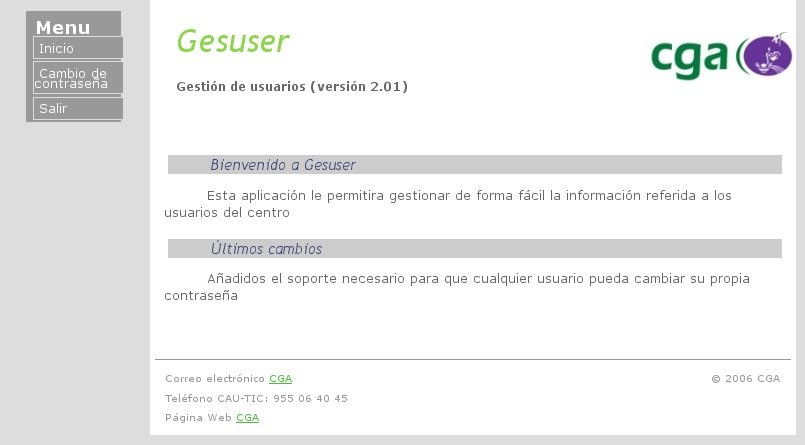 Menu
Inicio
Cambio de
contraseña
Salir
Gesuser
cga
Gestión de usuarios (versión 2.01)
Bienvenido a Gesuser
Esta aplicación le permitira gestionar de forma fácil la información referida a los
usuarios del centro
Últimos cambios
Añadidos el soporte necesario para que cualquier usuario pueda cambiar su propia
contraseña
Correo electrónico CGA
© 2006 CGA
Teléfono CAU-TIC: 955 06 40 45
Página Web CGA